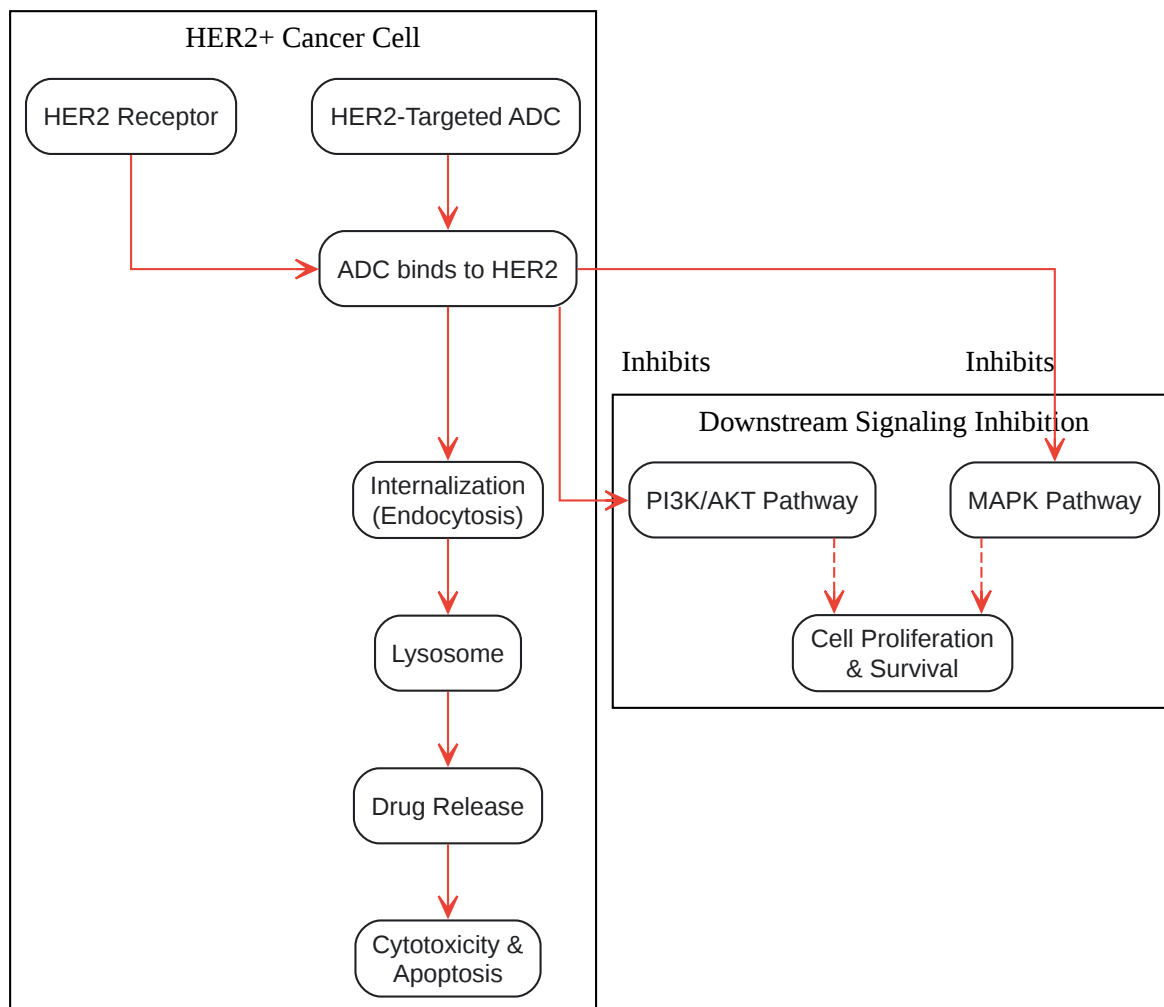 HER2+ Cancer Cell
HER2 Receptor
HER2-Targeted ADC
ADC binds to HER2
Inhibits
Inhibits
Downstream Signaling Inhibition
Internalization
(Endocytosis)
PI3K/AKT Pathway
MAPK Pathway
Lysosome
Cell Proliferation
& Survival
Drug Release
Cytotoxicity &
Apoptosis